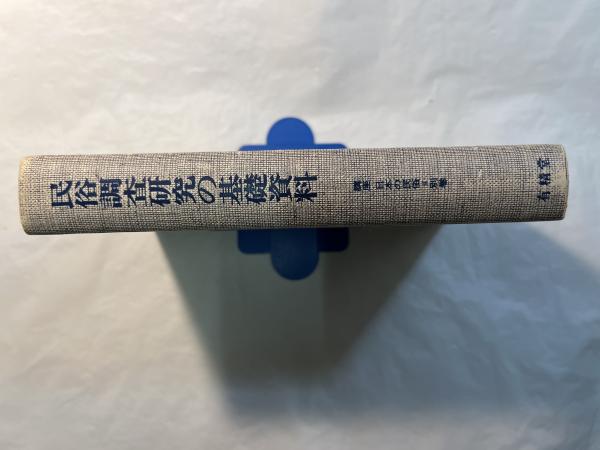 民俗調査研究の基礎資料
講座 日本の民俗 別巻
有精堂